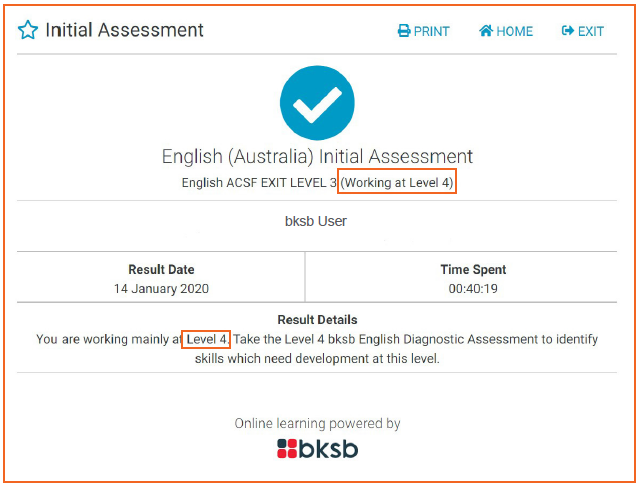 Initial Assessment
PRINT
HOME
EXIT
English (Australia) Initial Assessment
English ACSF EXIT LEVEL 3 (Working at Level 4)
bksb User
Result Date
14 January 2020
Time Spent
00:40:19
Result Details
You are working mainly at Level 4. Take the Level 4 bksb English Diagnostic Assessment to identify
skills which need development at this level.
Online learning powered by
bksb